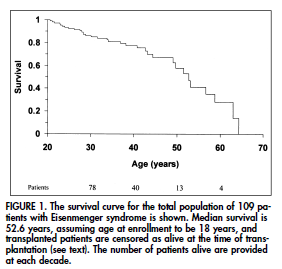 1
0.8
0.6
0.4
0.2
0
Survival
20 30 40 50 60 70
Age (years)
Patients 78 40 13 4
FIGURE 1. The survival curve for the total population of 109 pa-
tients with Eisenmenger syndrome is shown. Median survival is
52.6 years, assuming age at enrollment to be 18 years, and
transplanted patients are censored as alive at the time of trans-
plantation (see text). The number of patients alive are provided
at each decade.